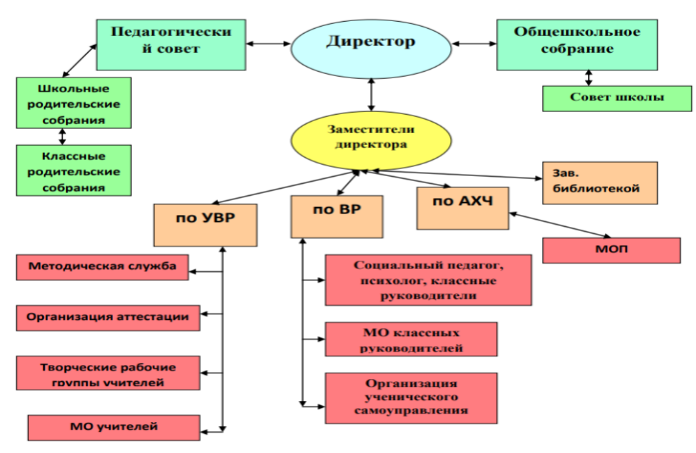 Педагогически
й совет
Директор
Общешкольное
собрание
Школьные
родительские
собрания
Совет школы
Заместители
директора
Классные
родительские
собрания
Зав.
библиотекой
по УВР
по ВР
по АХЧ
МОП
Методическая служба
Социальный педагог,
психолог, классные
руководители
Организация аттестации
МО классных
руководителей
Творческие рабочие
группы учителей
Организация
ученического
самоуправления
МО учителей